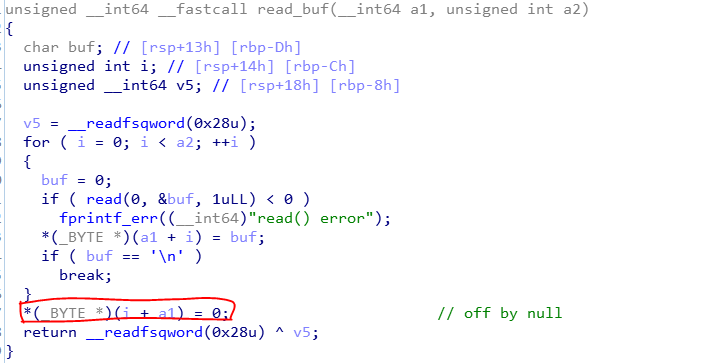 unsigned __int64 __fastcall read_buf(__int64 a1, unsigned int a2)
{
  char buf; // [rsp+13h] [rbp-Dh]
  unsigned int i; // [rsp+14h] [rbp-Ch]
  unsigned __int64 v5; // [rsp+18h] [rbp-8h]

  v5 = __readfsqword(0x28u);
  for ( i = 0; i < a2; ++i )
  {
    buf = 0;
    if ( read(0, &buf, 1uLL) < 0 )
      fprintf_err((__int64)"read() error");
    *(_BYTE *)(a1 + i) = buf;
    if ( buf == '\n' )
      break;
  }
  *(_BYTE *)(i + a1) = 0; // off by null
  return __readfsqword(0x28u) ^ v5;
}